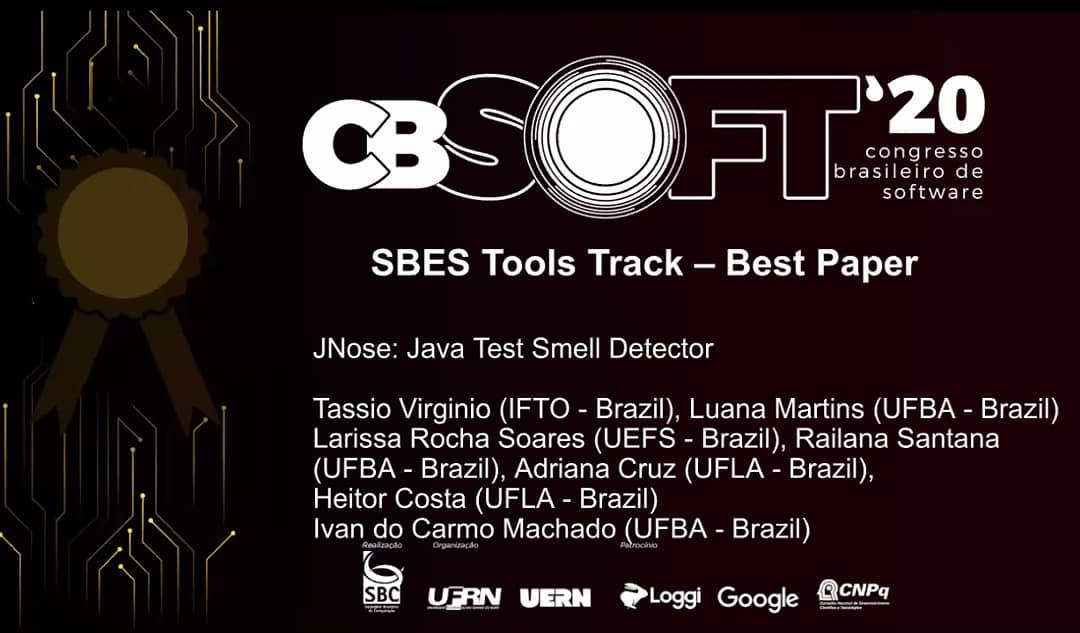 CBSOFT '20
congresso
brasileiro de
software
SBES Tools Track – Best Paper
JNose: Java Test Smell Detector
Tassio Virginio (IFTO - Brazil), Luana Martins (UFBA - Brazil)
Larissa Rocha Soares (UEFS - Brazil), Railana Santana
(UFBA - Brazil), Adriana Cruz (UFLA - Brazil),
Heitor Costa (UFLA - Brazil)
Ivan do Carmo Machado (UFBA - Brazil)
Realização Organização Patrocínio
SBC UFRN UERN Loggi Google CNPq